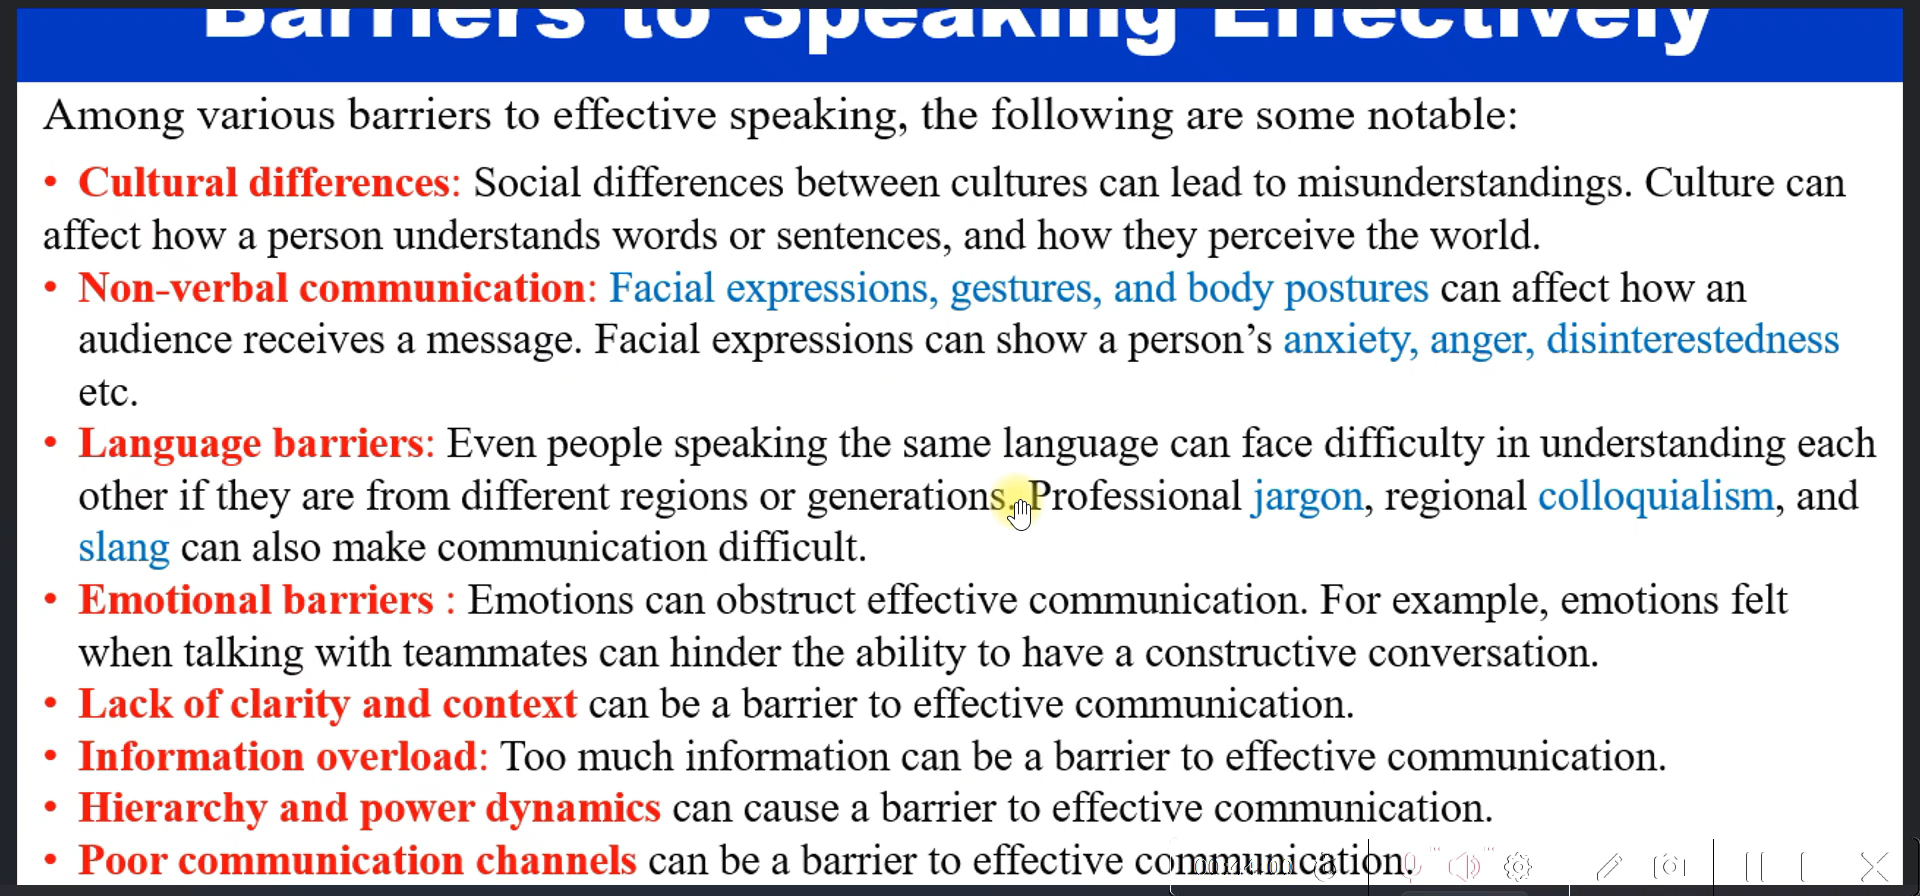 Barriers to Speaking Effectively
Among various barriers to effective speaking, the following are some notable:
• Cultural differences: Social differences between cultures can lead to misunderstandings. Culture can
affect how a person understands words or sentences, and how they perceive the world.
• Non-verbal communication: Facial expressions, gestures, and body postures can affect how an
audience receives a message. Facial expressions can show a person’s anxiety, anger, disinterestedness
etc.
• Language barriers: Even people speaking the same language can face difficulty in understanding each
other if they are from different regions or generations. Professional jargon, regional colloquialism, and
slang can also make communication difficult.
• Emotional barriers : Emotions can obstruct effective communication. For example, emotions felt
when talking with teammates can hinder the ability to have a constructive conversation.
• Lack of clarity and context can be a barrier to effective communication.
• Information overload: Too much information can be a barrier to effective communication.
• Hierarchy and power dynamics can cause a barrier to effective communication.
• Poor communication channels can be a barrier to effective communication.